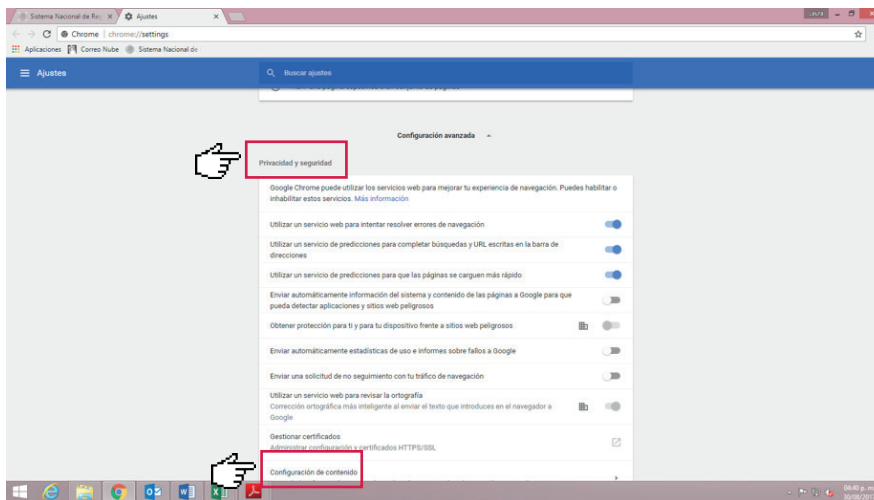 Sistema Nacional de Re
Ajustes
Chrome | chrome://settings
Aplicaciones Correo Nube Sistema Nacional de
Ajustes
Buscar ajustes
Configuración avanzada
Privacidad y seguridad
Google Chrome puede utilizar los servicios web para mejorar tu experiencia de navegación. Puedes habilitar o
inhabilitar estos servicios. Más información
Utilizar un servicio web para intentar resolver errores de navegación
Utilizar un servicio de predicciones para completar búsquedas y URL escritas en la barra de
direcciones
Utilizar un servicio de predicciones para que las páginas se carguen más rápido
Enviar automáticamente información del sistema y contenido de las páginas a Google para que
pueda detectar aplicaciones y sitios web peligrosos
Obtener protección para ti y para tu dispositivo frente a sitios web peligrosos
Enviar automáticamente estadísticas de uso e informes sobre fallos a Google
Enviar una solicitud de no seguimiento con tu tráfico de navegación
Utilizar un servicio web para revisar la ortografía
Corrección ortográfica más inteligente al enviar el texto que introduces en el navegador a
Google
Gestionar certificados
Administrar configuración y certificados HTTPS/SSL
Configuración de contenido
08:40 p. m.
30/08/2017